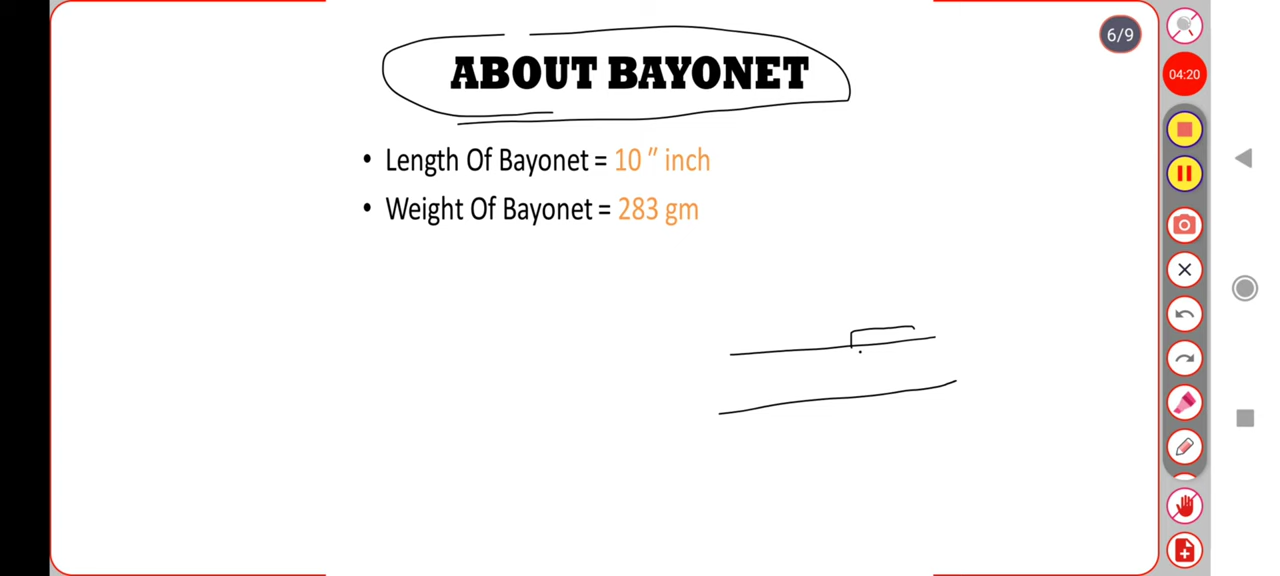 ABOUT BAYONET
6/9
04:20
• Length Of Bayonet = 10 ” inch
• Weight Of Bayonet = 283 gm